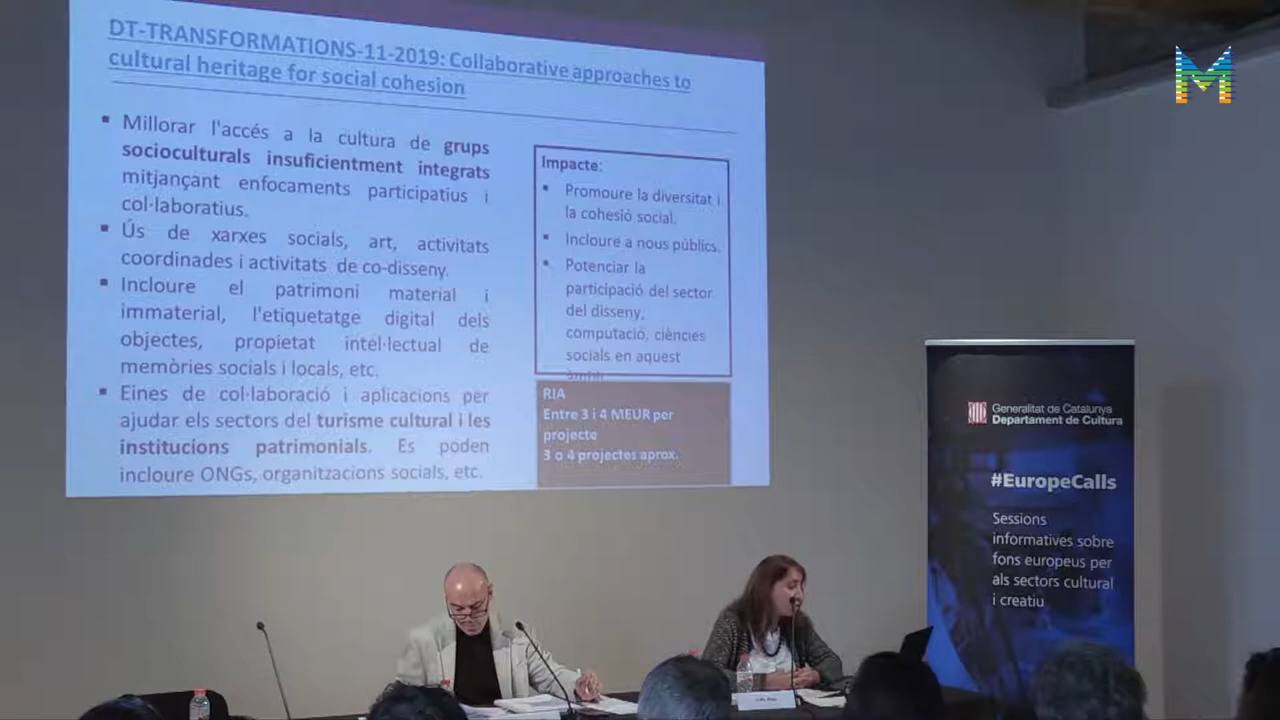 DT-TRANSFORMATIONS-11-2019: Collaborative approaches to
cultural heritage for social cohesion
▪ Millorar l'accés a la cultura de grups
socioculturals insuficientment integrats
mitjançant enfocaments participatius i
col·laboratius.
▪ Ús de xarxes socials, art, activitats
coordinades i activitats de co-disseny.
▪ Incloure el patrimoni material i
immaterial, l'etiquetatge digital dels
objectes, propietat intel·lectual de
memòries socials i locals, etc.
▪ Eines de col·laboració i aplicacions per
ajudar els sectors del turisme cultural i les
institucions patrimonials. Es poden
incloure ONGs, organitzacions socials, etc.
Impacte:
▪ Promoure la diversitat i
la cohesió social.
▪ Incloure a nous públics.
▪ Potenciar la
participació del sector
del disseny,
computació, ciències
socials en aquest
àmbit
RIA
Entre 3 i 4 MEUR per
projecte
3 o 4 projectes aprox.
M
Generalitat de Catalunya
Departament de Cultura
#EuropeCalls
Sessions
informatives sobre
fons europeus per
als sectors cultural
i creatiu